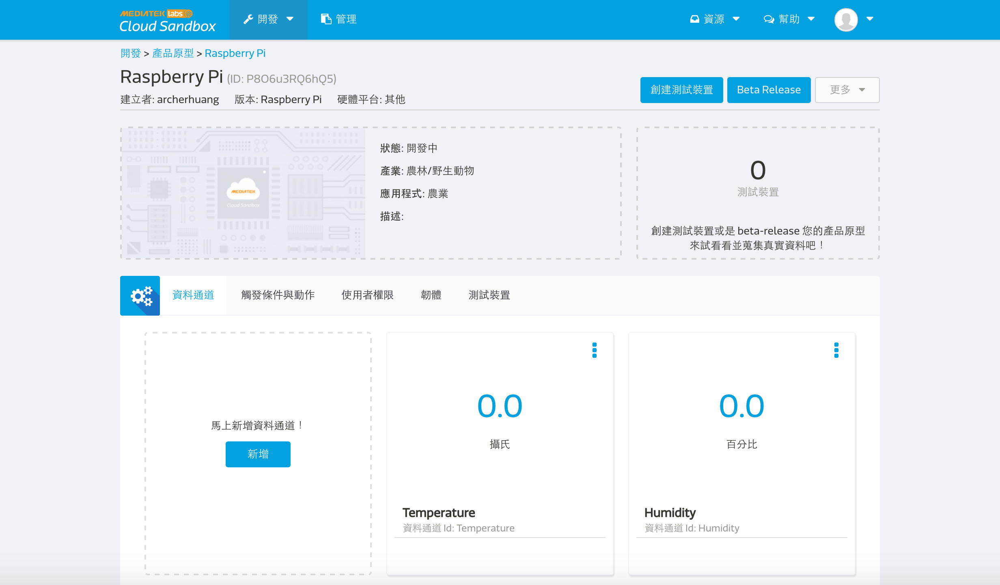 MEDIATEK labs
Cloud Sandbox
開發
管理
資源
幫助
開發 > 產品原型 > Raspberry Pi
Raspberry Pi (ID: P8O6u3RQ6hQ5)
建立者: archerhuang 版本: Raspberry Pi 硬體平台: 其他
創建測試裝置
Beta Release
更多
MEDIATEK
Cloud Sandbox
狀態: 開發中
產業: 農林/野生動物
應用程式: 農業
描述:
0
測試裝置
創建測試裝置或是 beta-release 您的產品原型
來試看看並蒐集真實資料吧！
資料通道
觸發條件與動作
使用者權限
韌體
測試裝置
馬上新增資料通道！
新增
0.0
攝氏
Temperature
資料通道 Id: Temperature
0.0
百分比
Humidity
資料通道 Id: Humidity